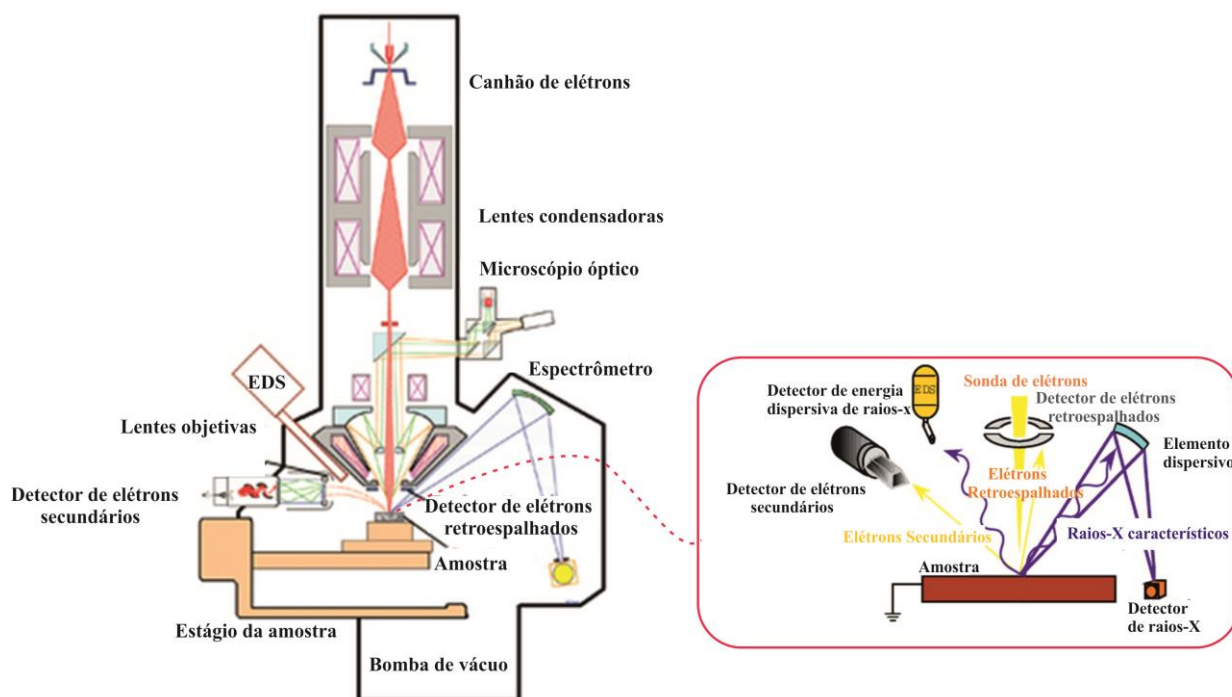 Canhão de elétrons
Lentes condensadoras
Microscópio óptico
Espectrômetro
EDS
Lentes objetivas
Detector de elétrons
secundários
Detector de elétrons
retroespalhados
Amostra
Estágio da amostra
Bomba de vácuo
Detector de energia
dispersiva de raios-x
EDS
Sonda de elétrons
Detector de elétrons
retroespalhados
Elemento
dispersivo
Detector de elétrons
secundários
Elétrons
Retroespalhados
Elétrons Secundários
Raios-X característicos
Amostra
Detector
de raios-X